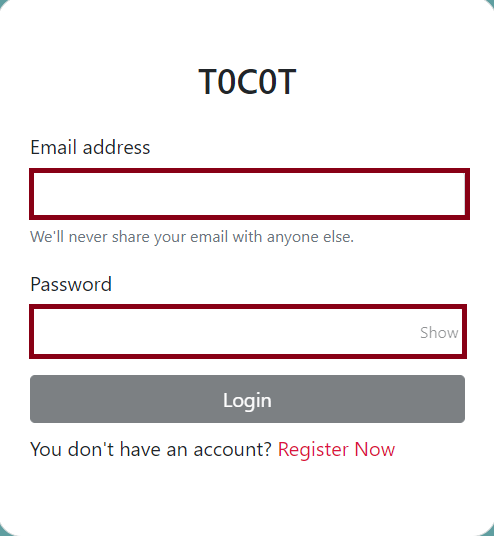 T0C0T
Email address
We'll never share your email with anyone else.
Password
Show
Login
You don't have an account? Register Now